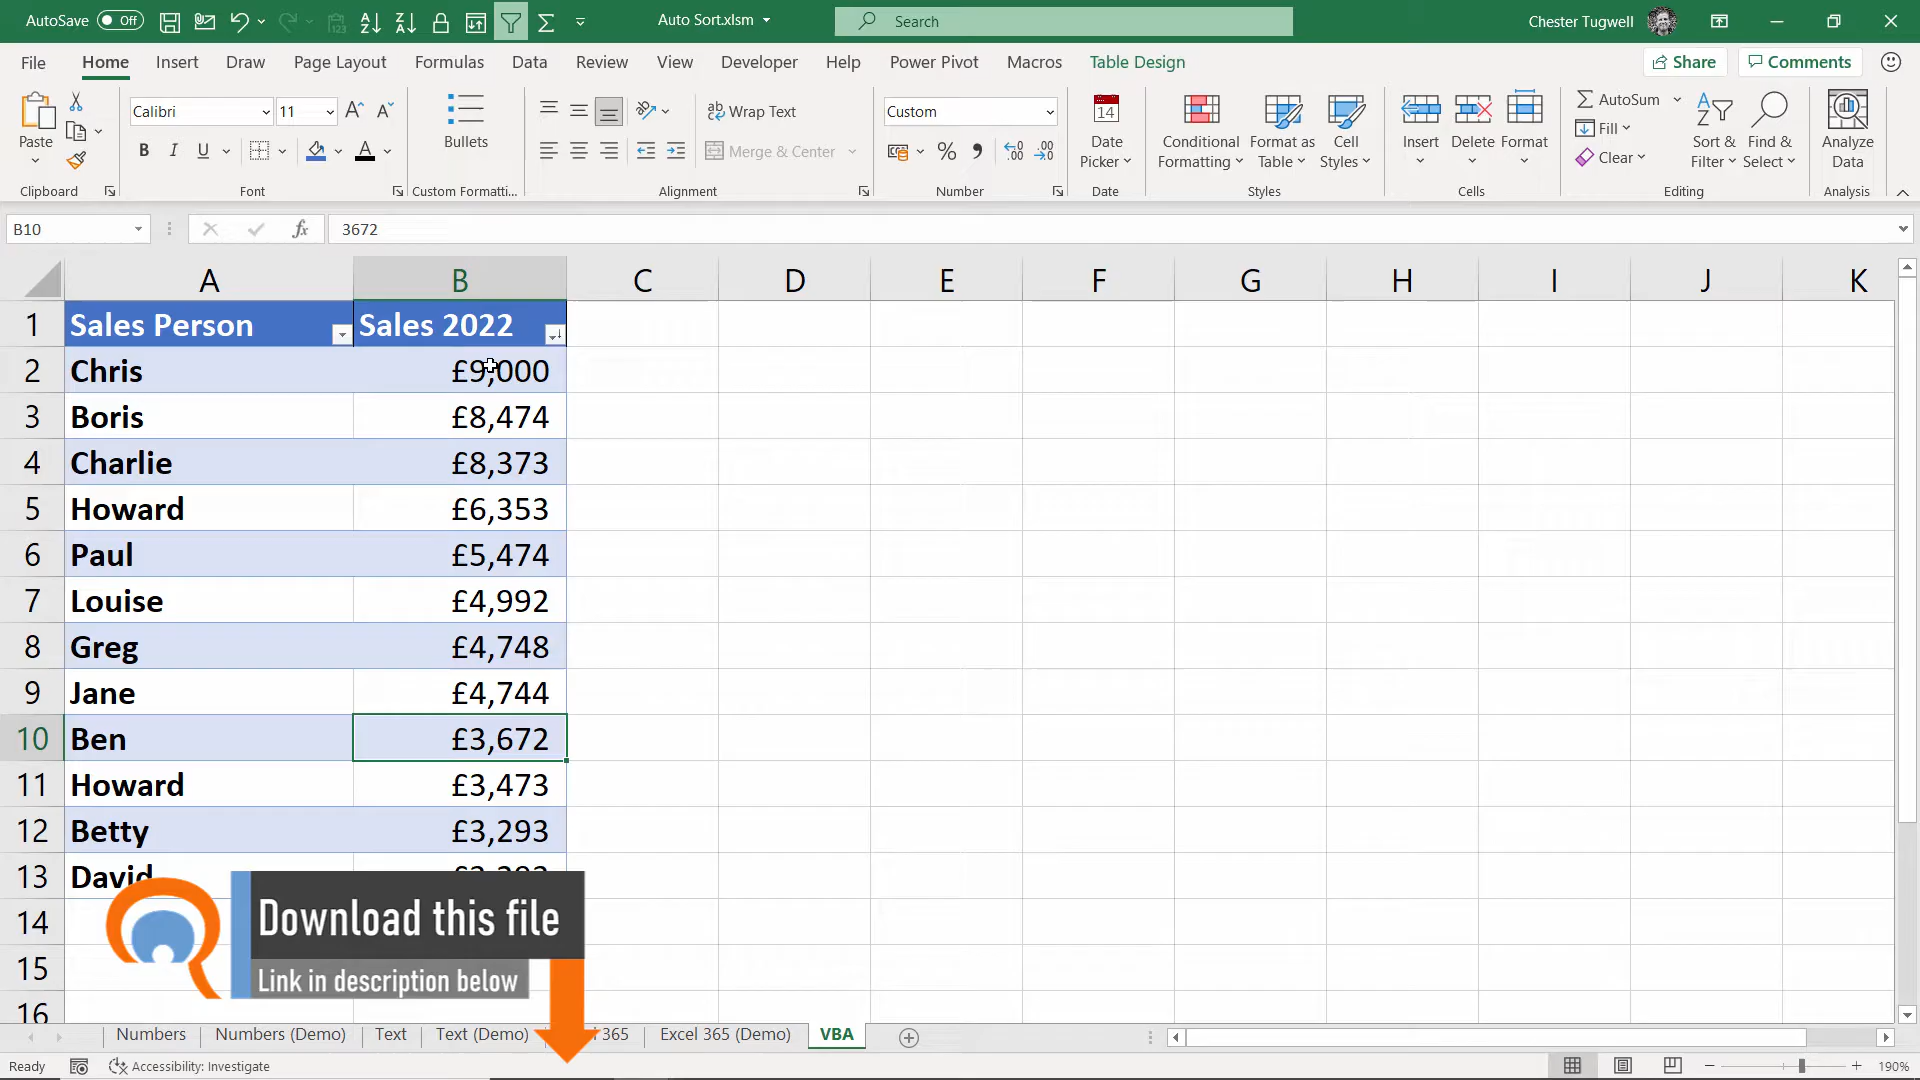 AutoSave Off Auto Sort.xlsm Search Chester Tugwell
File Home Insert Draw Page Layout Formulas Data Review View Developer Help Power Pivot Macros Table Design Share Comments
Paste Calibri 11 Bullets Wrap Text Custom Date Picker Conditional Formatting Format as Table Cell Styles Insert Delete Format AutoSum Sort & Filter Find & Select Analyze Data
B I U Merge & Center % Fill
14 Clear
Clipboard Font Custom Formatti... Alignment Number Date Styles Cells Editing Analysis
B10 fx 3672
A B C D E F G H I J K
1 Sales Person Sales 2022
2 Chris £9,000
3 Boris £8,474
4 Charlie £8,373
5 Howard £6,353
6 Paul £5,474
7 Louise £4,992
8 Greg £4,748
9 Jane £4,744
10 Ben £3,672
11 Howard £3,473
12 Betty £3,293
13 David
14
15
16
Download this file
Link in description below
Numbers Numbers (Demo) Text Text (Demo) 365 Excel 365 (Demo) VBA
Ready Accessibility: Investigate 190%